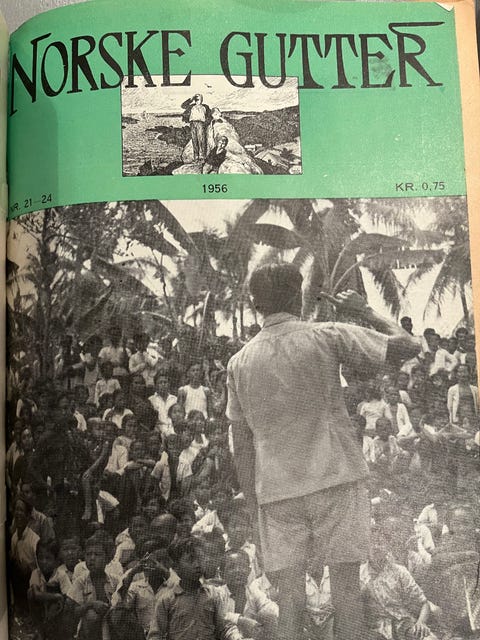 NORSKE GUTTER
1956
NR. 21—24
KR. 0,75